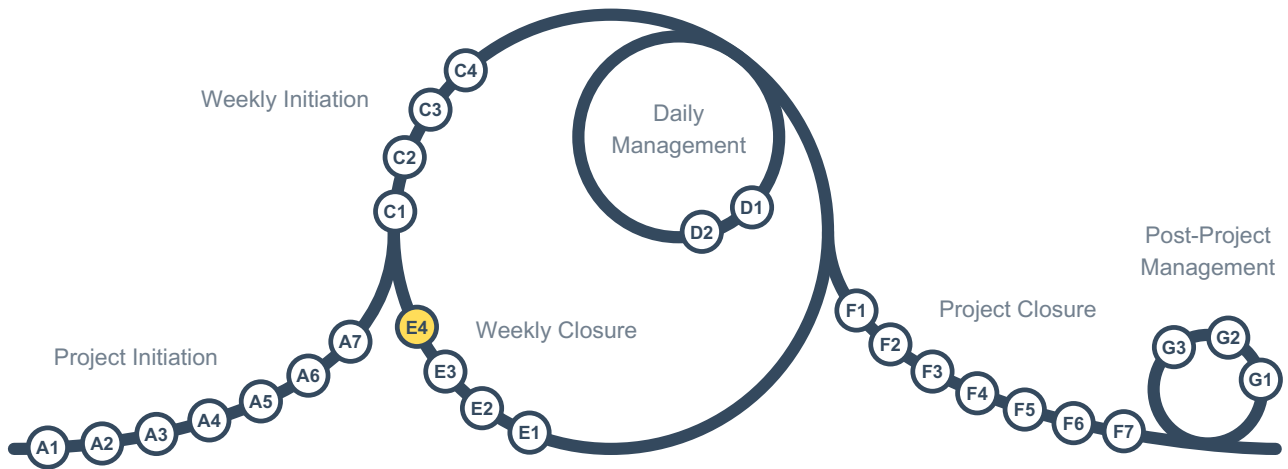 Project Initiation
A1
A2
A3
A4
A5
A6
A7
Weekly Initiation
C1
C2
C3
C4
Daily
Management
D1
D2
Weekly Closure
E1
E2
E3
E4
Project Closure
F1
F2
F3
F4
F5
F6
F7
Post-Project
Management
G1
G2
G3